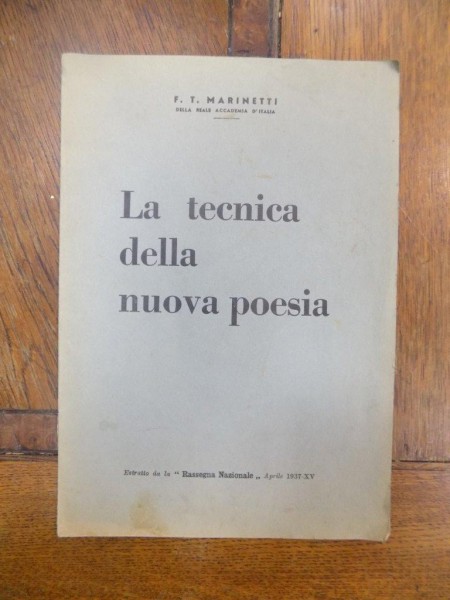 F. T. MARINETTI
DELLA REALE ACCADEMIA D'ITALIA
La tecnica
della
nuova poesia
Estratto da la “ Rassegna Nazionale „ Aprile 1937-XV